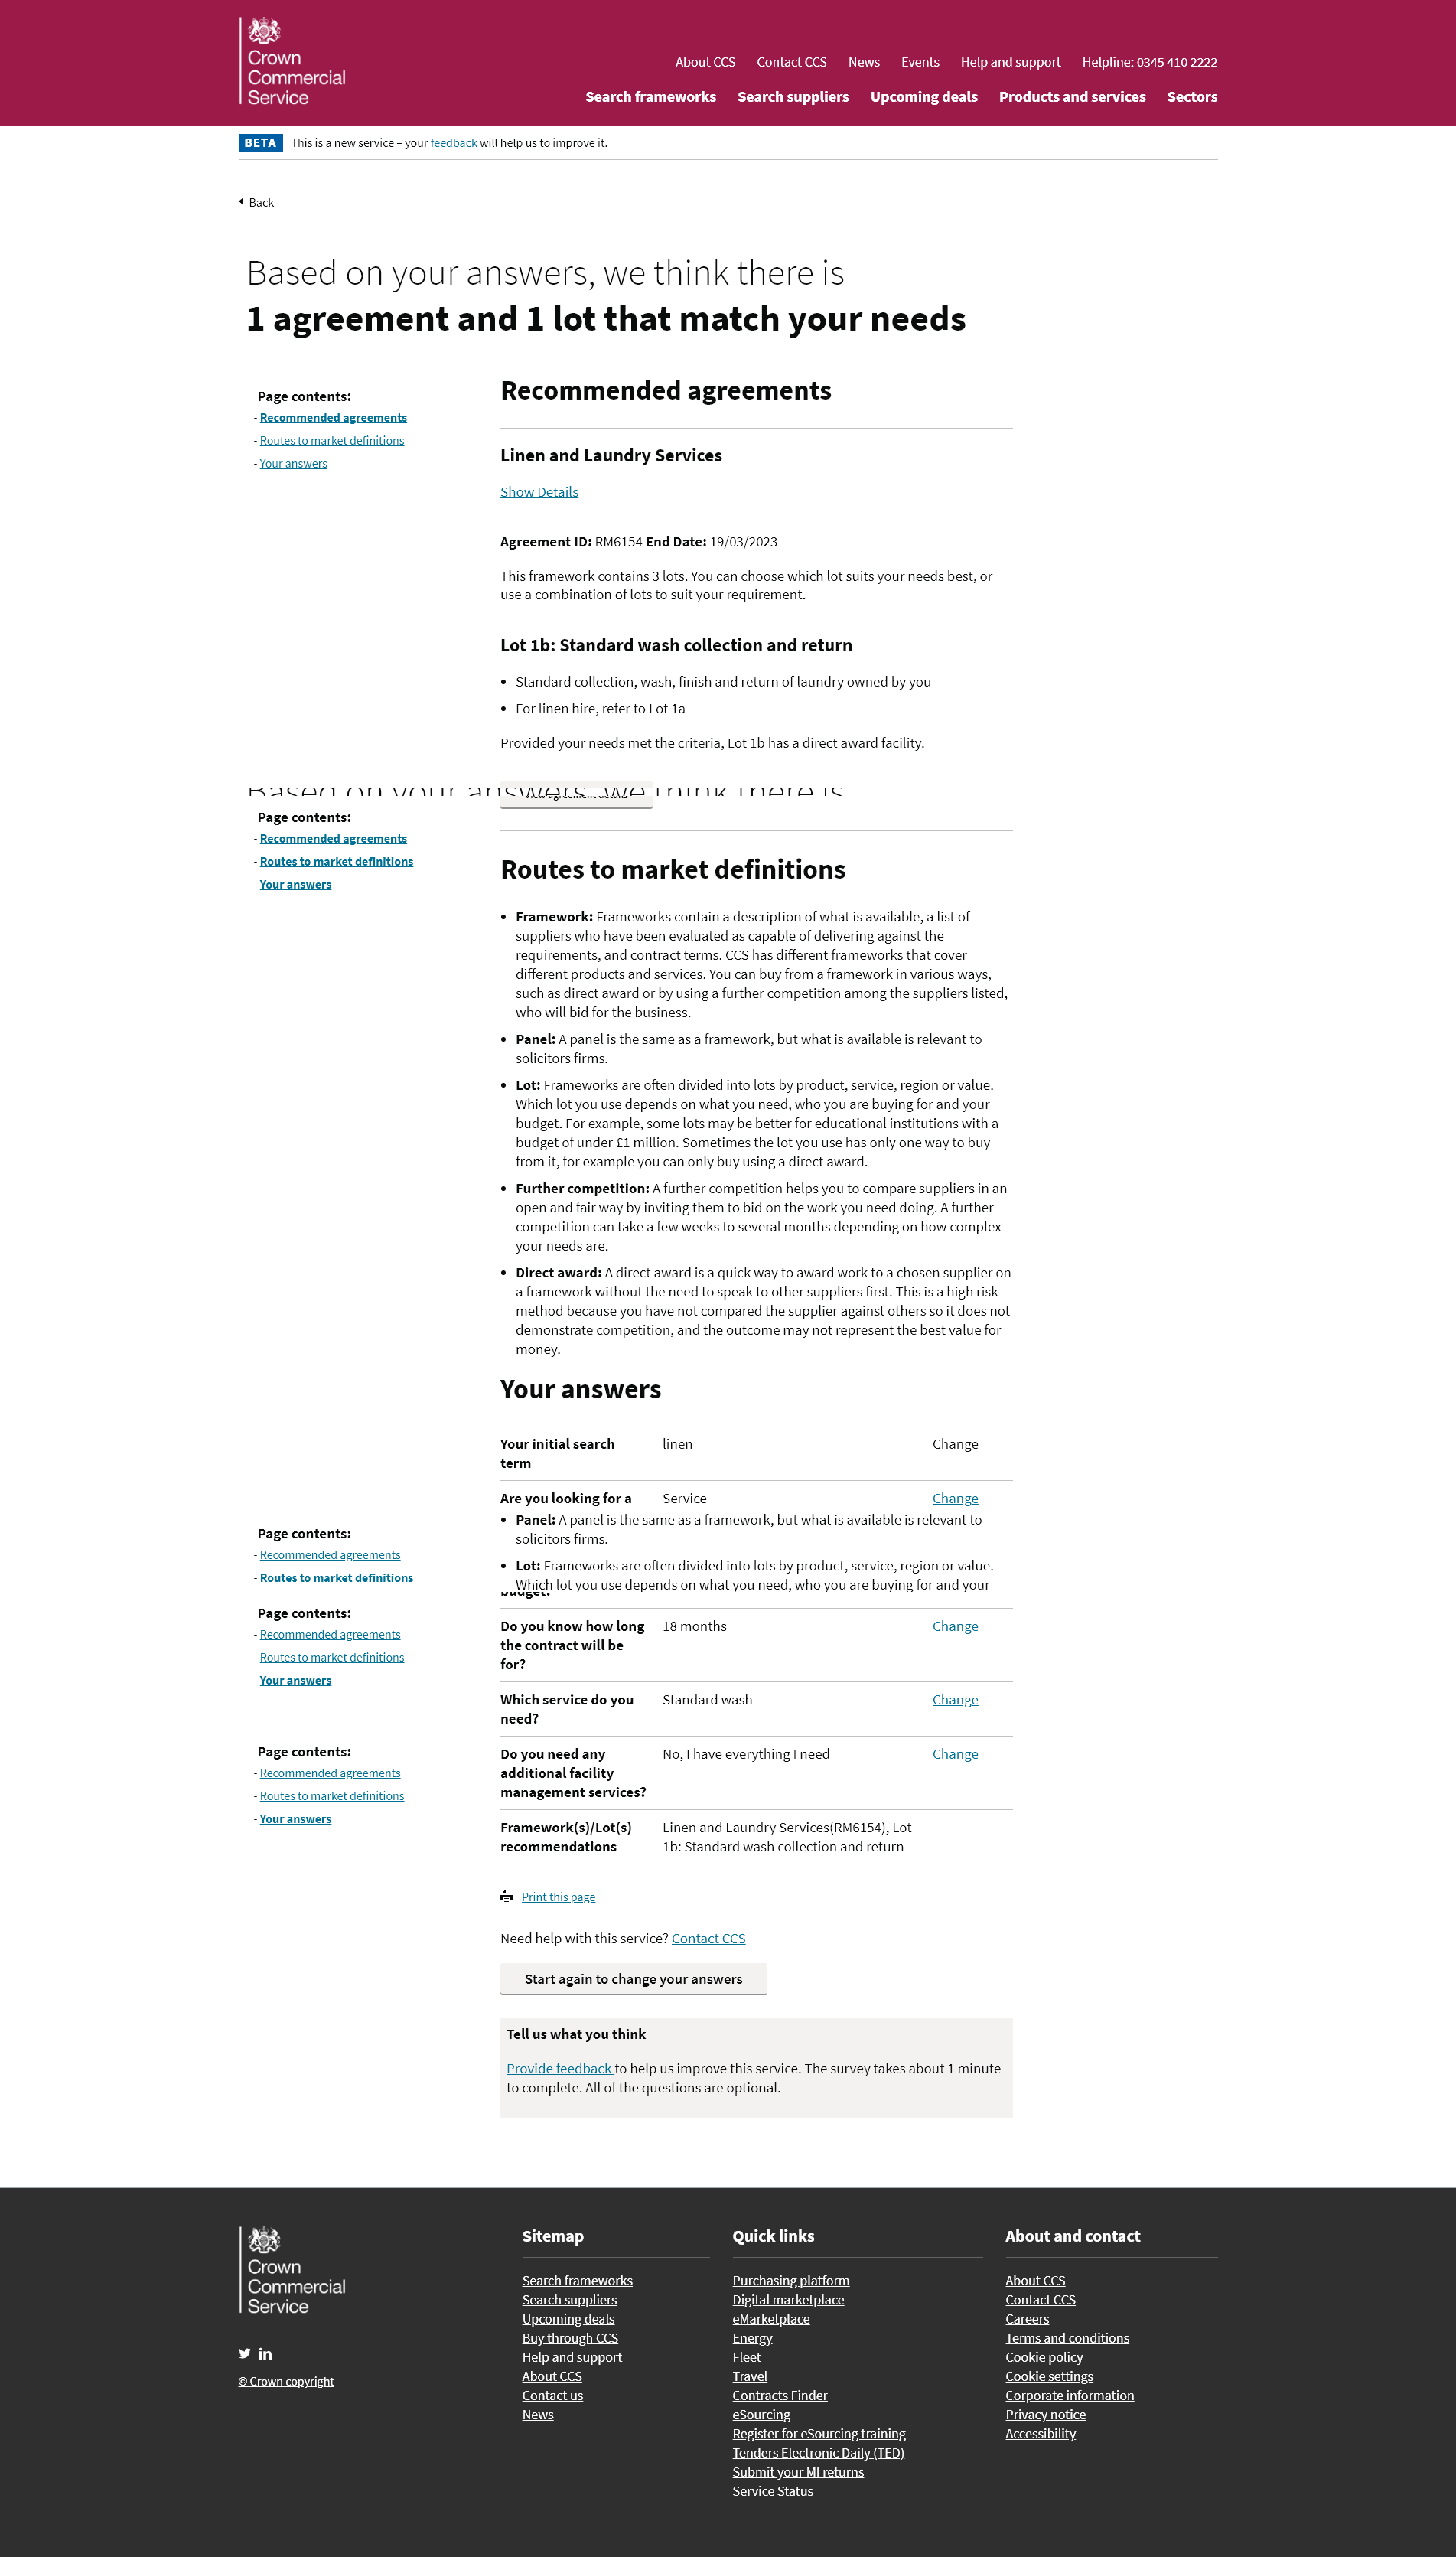 Crown
Commercial
Service
About CCS Contact CCS News Events Help and support Helpline: 0345 410 2222
Search frameworks Search suppliers Upcoming deals Products and services Sectors
BETA This is a new service – your feedback will help us to improve it.
Back
Based on your answers, we think there is
1 agreement and 1 lot that match your needs
Page contents:
- Recommended agreements
- Routes to market definitions
- Your answers
Recommended agreements
Linen and Laundry Services
Show Details
Agreement ID: RM6154 End Date: 19/03/2023
This framework contains 3 lots. You can choose which lot suits your needs best, or
use a combination of lots to suit your requirement.
Lot 1b: Standard wash collection and return
• Standard collection, wash, finish and return of laundry owned by you
• For linen hire, refer to Lot 1a
Provided your needs met the criteria, Lot 1b has a direct award facility.
Based on your answers, we think there is
Page contents:
- Recommended agreements
- Routes to market definitions
- Your answers
Routes to market definitions
• Framework: Frameworks contain a description of what is available, a list of
suppliers who have been evaluated as capable of delivering against the
requirements, and contract terms. CCS has different frameworks that cover
different products and services. You can buy from a framework in various ways,
such as direct award or by using a further competition among the suppliers listed,
who will bid for the business.
• Panel: A panel is the same as a framework, but what is available is relevant to
solicitors firms.
• Lot: Frameworks are often divided into lots by product, service, region or value.
Which lot you use depends on what you need, who you are buying for and your
budget. For example, some lots may be better for educational institutions with a
budget of under £1 million. Sometimes the lot you use has only one way to buy
from it, for example you can only buy using a direct award.
• Further competition: A further competition helps you to compare suppliers in an
open and fair way by inviting them to bid on the work you need doing. A further
competition can take a few weeks to several months depending on how complex
your needs are.
• Direct award: A direct award is a quick way to award work to a chosen supplier on
a framework without the need to speak to other suppliers first. This is a high risk
method because you have not compared the supplier against others so it does not
demonstrate competition, and the outcome may not represent the best value for
money.
Your answers
Your initial search linen Change
term
Are you looking for a Service Change
• Panel: A panel is the same as a framework, but what is available is relevant to
solicitors firms.
• Lot: Frameworks are often divided into lots by product, service, region or value.
Which lot you use depends on what you need, who you are buying for and your
Page contents:
- Recommended agreements
- Routes to market definitions
budget?
Page contents:
- Recommended agreements
- Routes to market definitions
- Your answers
Do you know how long 18 months Change
the contract will be
for?
Which service do you Standard wash Change
need?
Page contents:
- Recommended agreements
- Routes to market definitions
- Your answers
Do you need any No, I have everything I need Change
additional facility
management services?
Framework(s)/Lot(s) Linen and Laundry Services(RM6154), Lot
recommendations 1b: Standard wash collection and return
Print this page
Need help with this service? Contact CCS
Start again to change your answers
Tell us what you think
Provide feedback to help us improve this service. The survey takes about 1 minute
to complete. All of the questions are optional.
Crown
Commercial
Service
© Crown copyright
Sitemap
Search frameworks
Search suppliers
Upcoming deals
Buy through CCS
Help and support
About CCS
Contact us
News
Quick links
Purchasing platform
Digital marketplace
eMarketplace
Energy
Fleet
Travel
Contracts Finder
eSourcing
Register for eSourcing training
Tenders Electronic Daily (TED)
Submit your MI returns
Service Status
About and contact
About CCS
Contact CCS
Careers
Terms and conditions
Cookie policy
Cookie settings
Corporate information
Privacy notice
Accessibility